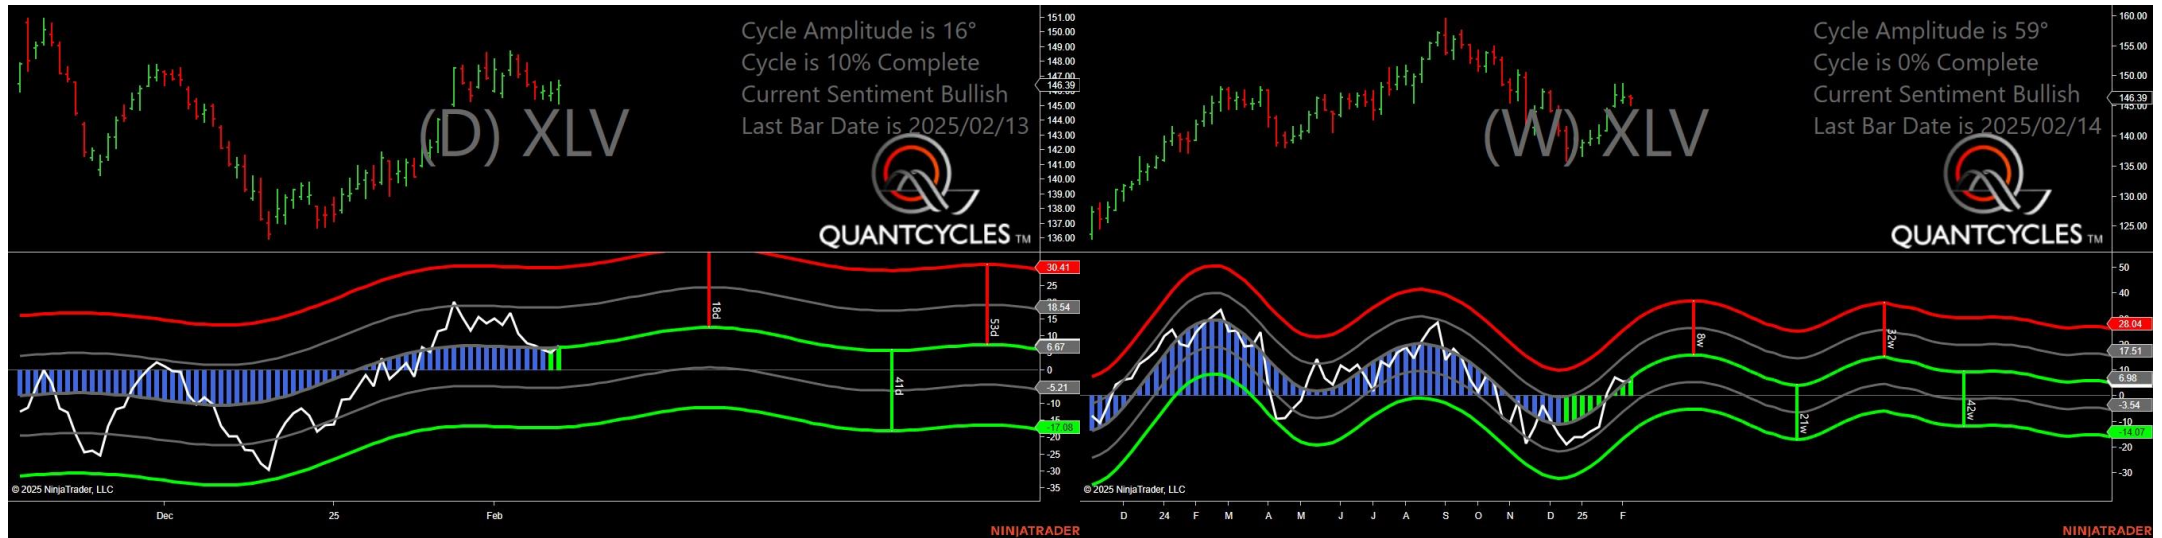 Cycle Amplitude is 16°
Cycle is 10% Complete
Current Sentiment Bullish
Last Bar Date is 2025/02/13
(D) XLV
QUANTCYCLES TM
151.00
150.00
149.00
148.00
147.00
146.39
145.00
144.00
143.00
142.00
141.00
140.00
139.00
138.00
137.00
136.00
30.41
25
20
18.54
15
10
6.67
5
0
-5.21
-10
-17.08
-20
-25
-30
-35
18d
41d
53d
© 2025 NinjaTrader, LLC
Dec
25
Feb
NINJATRADER
Cycle Amplitude is 59°
Cycle is 0% Complete
Current Sentiment Bullish
Last Bar Date is 2025/02/14
(W) XLV
QUANTCYCLES TM
160.00
155.00
150.00
146.39
145.00
140.00
135.00
130.00
125.00
50
40
28.04
20
17.51
10
6.98
0
-3.54
-10
-14.07
-20
-30
8w
21w
32w
42w
© 2025 NinjaTrader, LLC
D
24
F
M
A
M
J
J
A
S
O
N
D
25
F
NINJATRADER